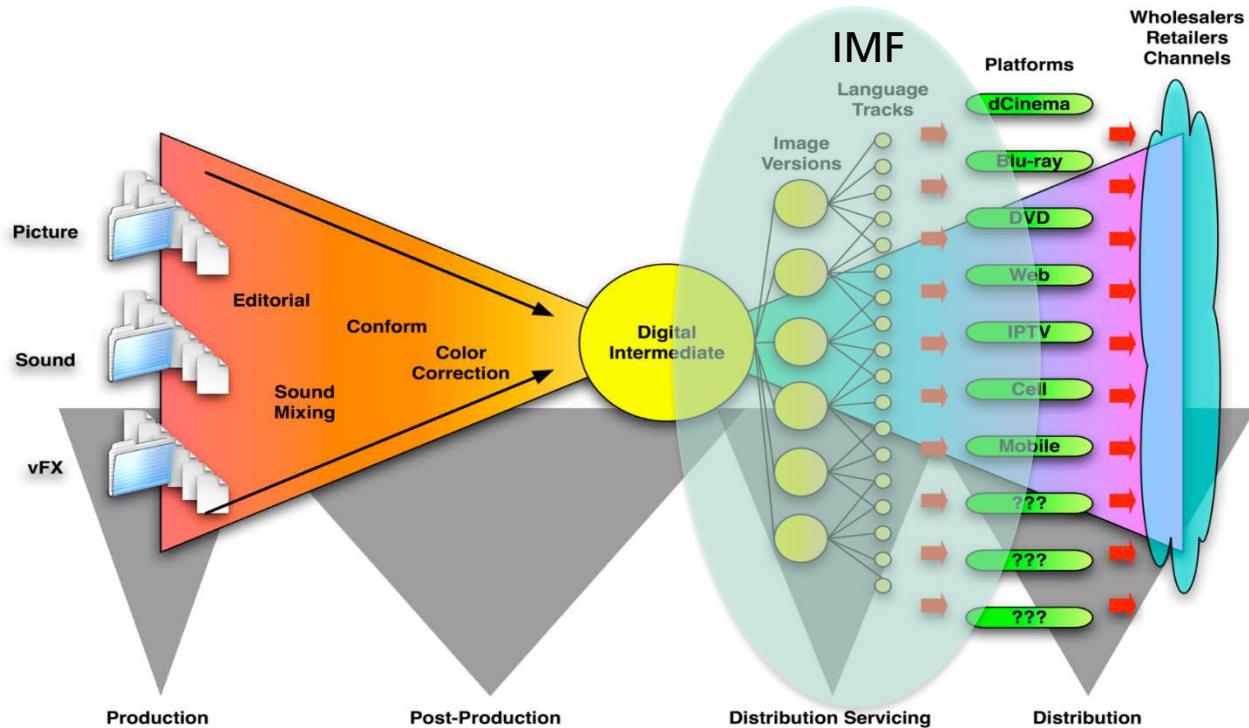 Wholesalers
Retailers
Channels
IMF
Platforms
Language
Tracks
Image
Versions
dCinema
Blu-ray
DVD
Web
IPTV
Cell
Mobile
???
???
???
Picture
Sound
vFX
Editorial
Conform
Color
Correction
Sound
Mixing
Digital
Intermediate
Production
Post-Production
Distribution Servicing
Distribution